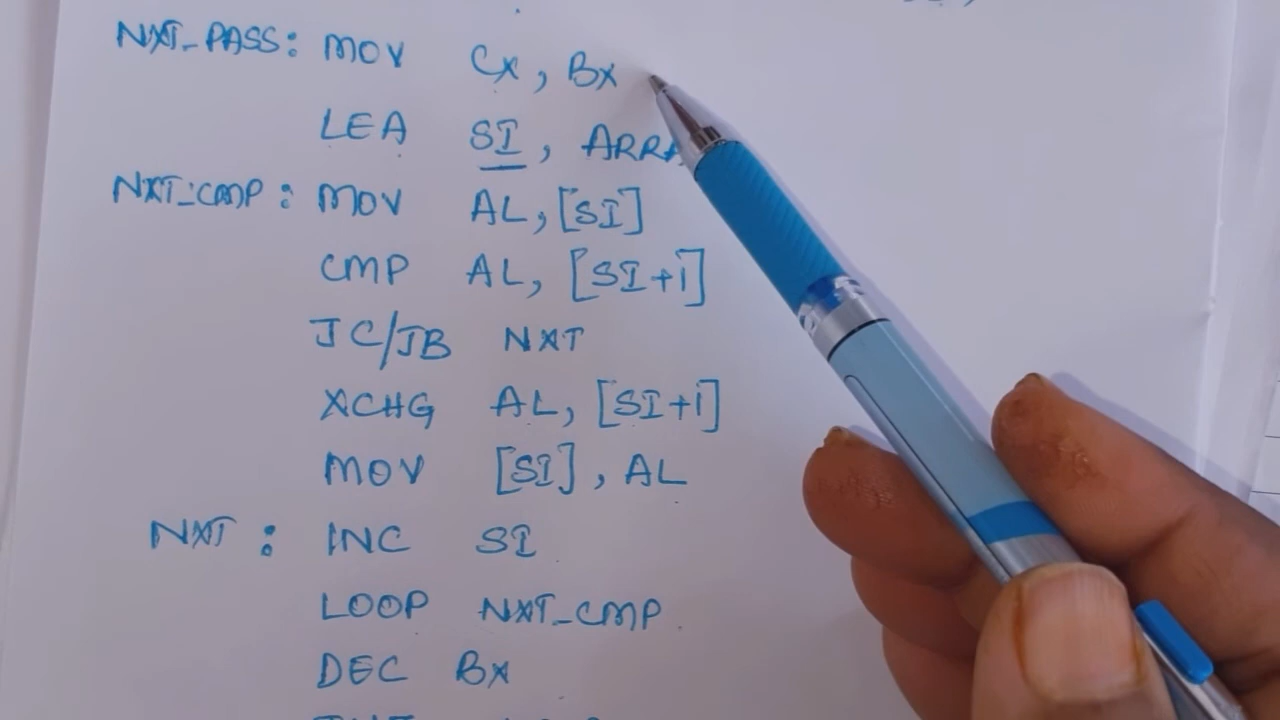 NXT_PASS: MOV CX, BX
LEA SI,
NXT_CMP: MOV AL, [SI]
CMP AL, [SI+1]
JC/JB NXT
XCHG AL, [SI+1]
MOV [SI], AL
NXT: INC SI
LOOP NXT_CMP
DEC BX